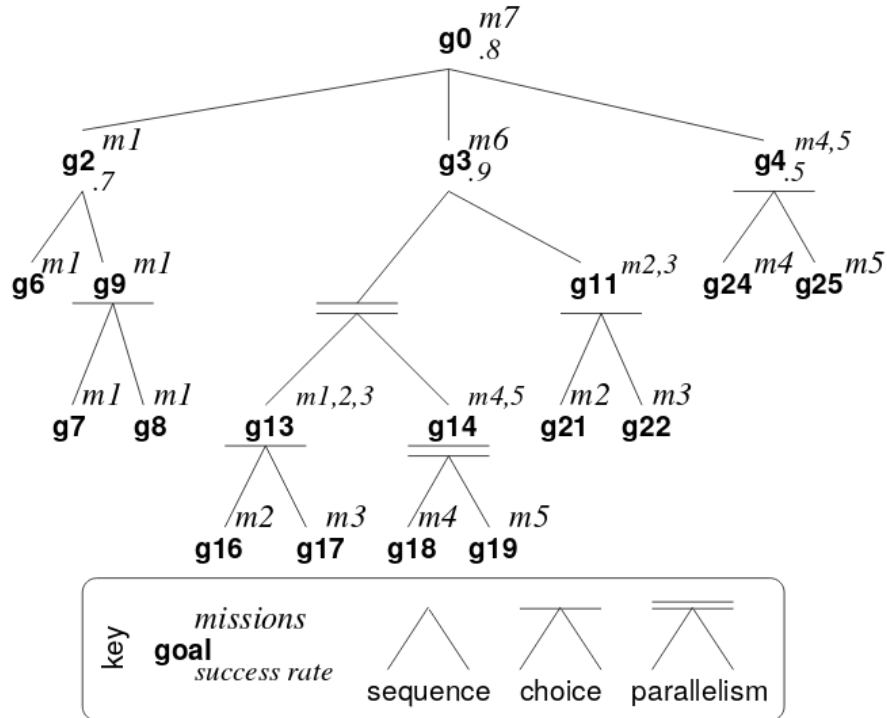 g0 m7 .8
g2 m1 .7 g3 m6 .9 g4 m4,5 .5
g6 m1 g9 m1 g11 m2,3 g24 m4 g25 m5
g7 m1 g8 m1 g13 m1,2,3 g14 m4,5 g21 m2 g22 m3
g16 m2 g17 m3 g18 m4 g19 m5
key
goal missions success rate
sequence choice parallelism